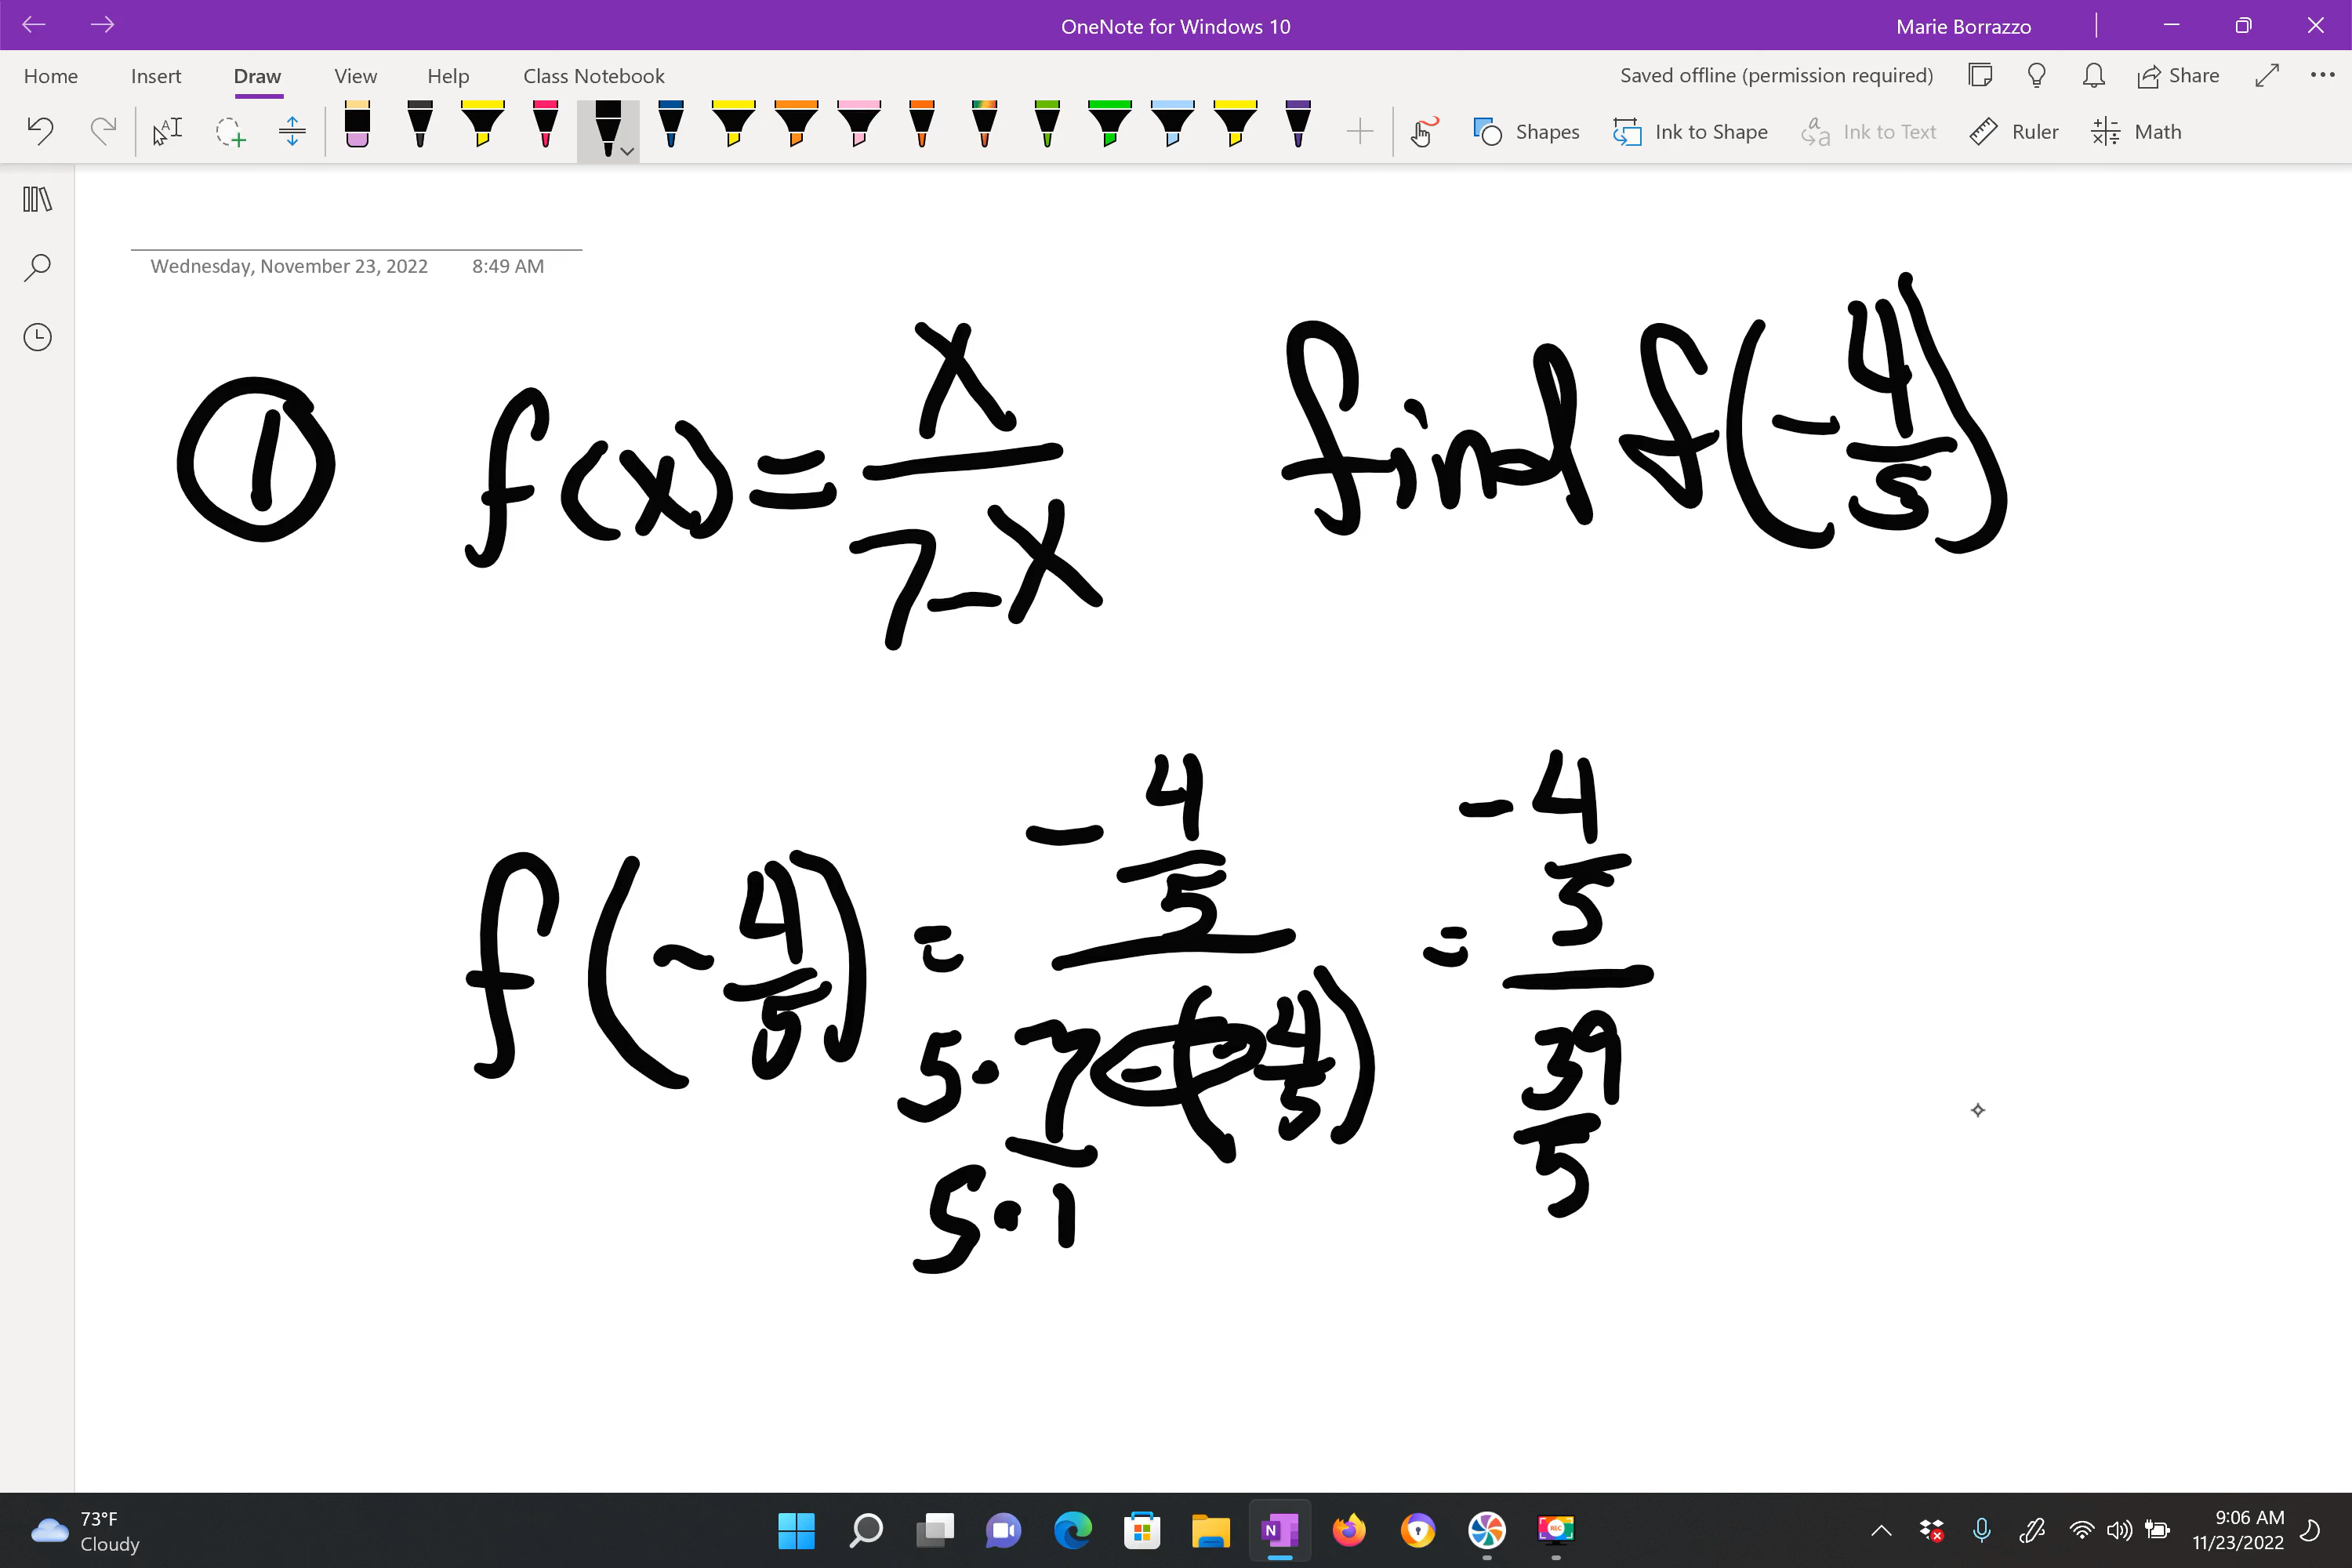 OneNote for Windows 10 Marie Borrazzo
Home Insert Draw View Help Class Notebook Saved offline (permission required) Share
Shapes Ink to Shape Ink to Text Ruler Math
Wednesday, November 23, 2022 8:49 AM
① f(x) = x/(7-x) find f(-4/5)
f(-4/5) = (-4/5)/((5·7)/(5·1) - (-4/5)) = (-4/5)/(39/5)
73°F
Cloudy
9:06 AM
11/23/2022